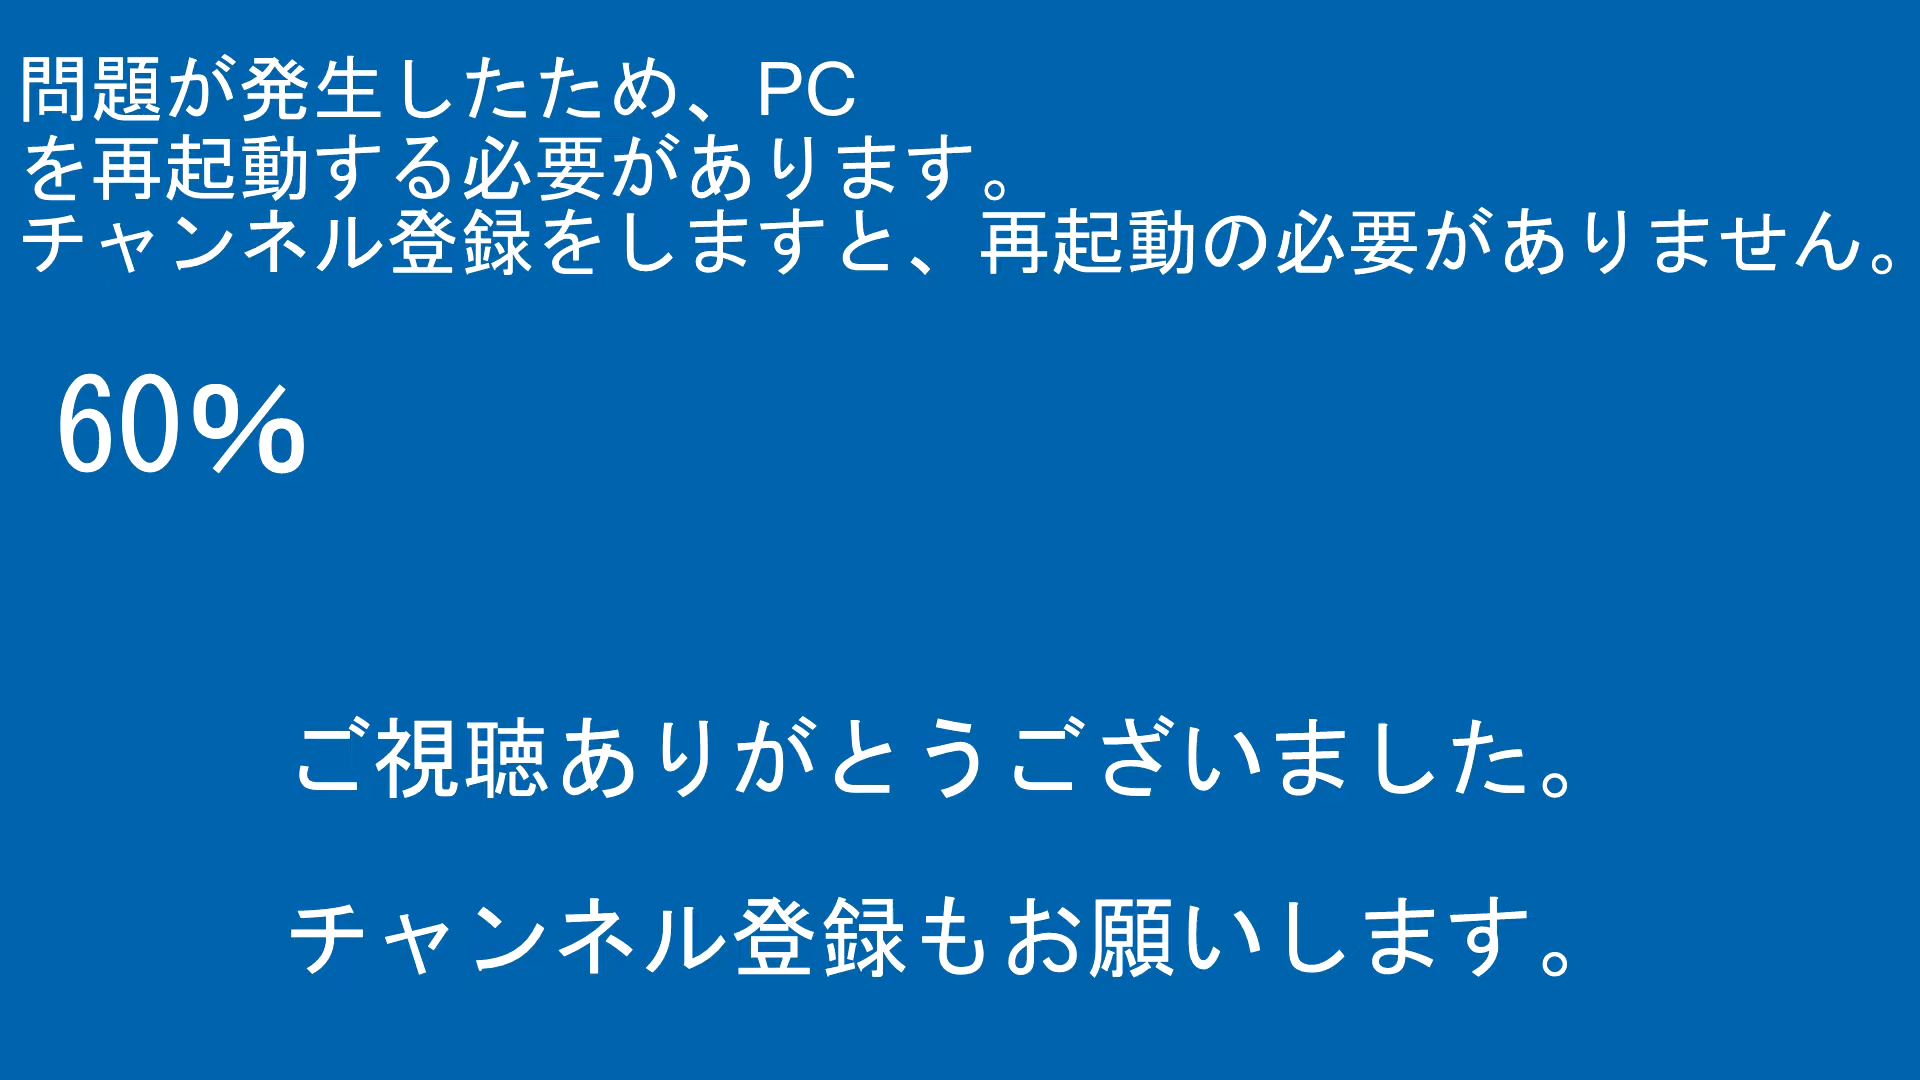 問題が発生したため、PC
を再起動する必要があります。
チャンネル登録をしますと、再起動の必要がありません。
60%
ご視聴ありがとうございました。
チャンネル登録もお願いします。